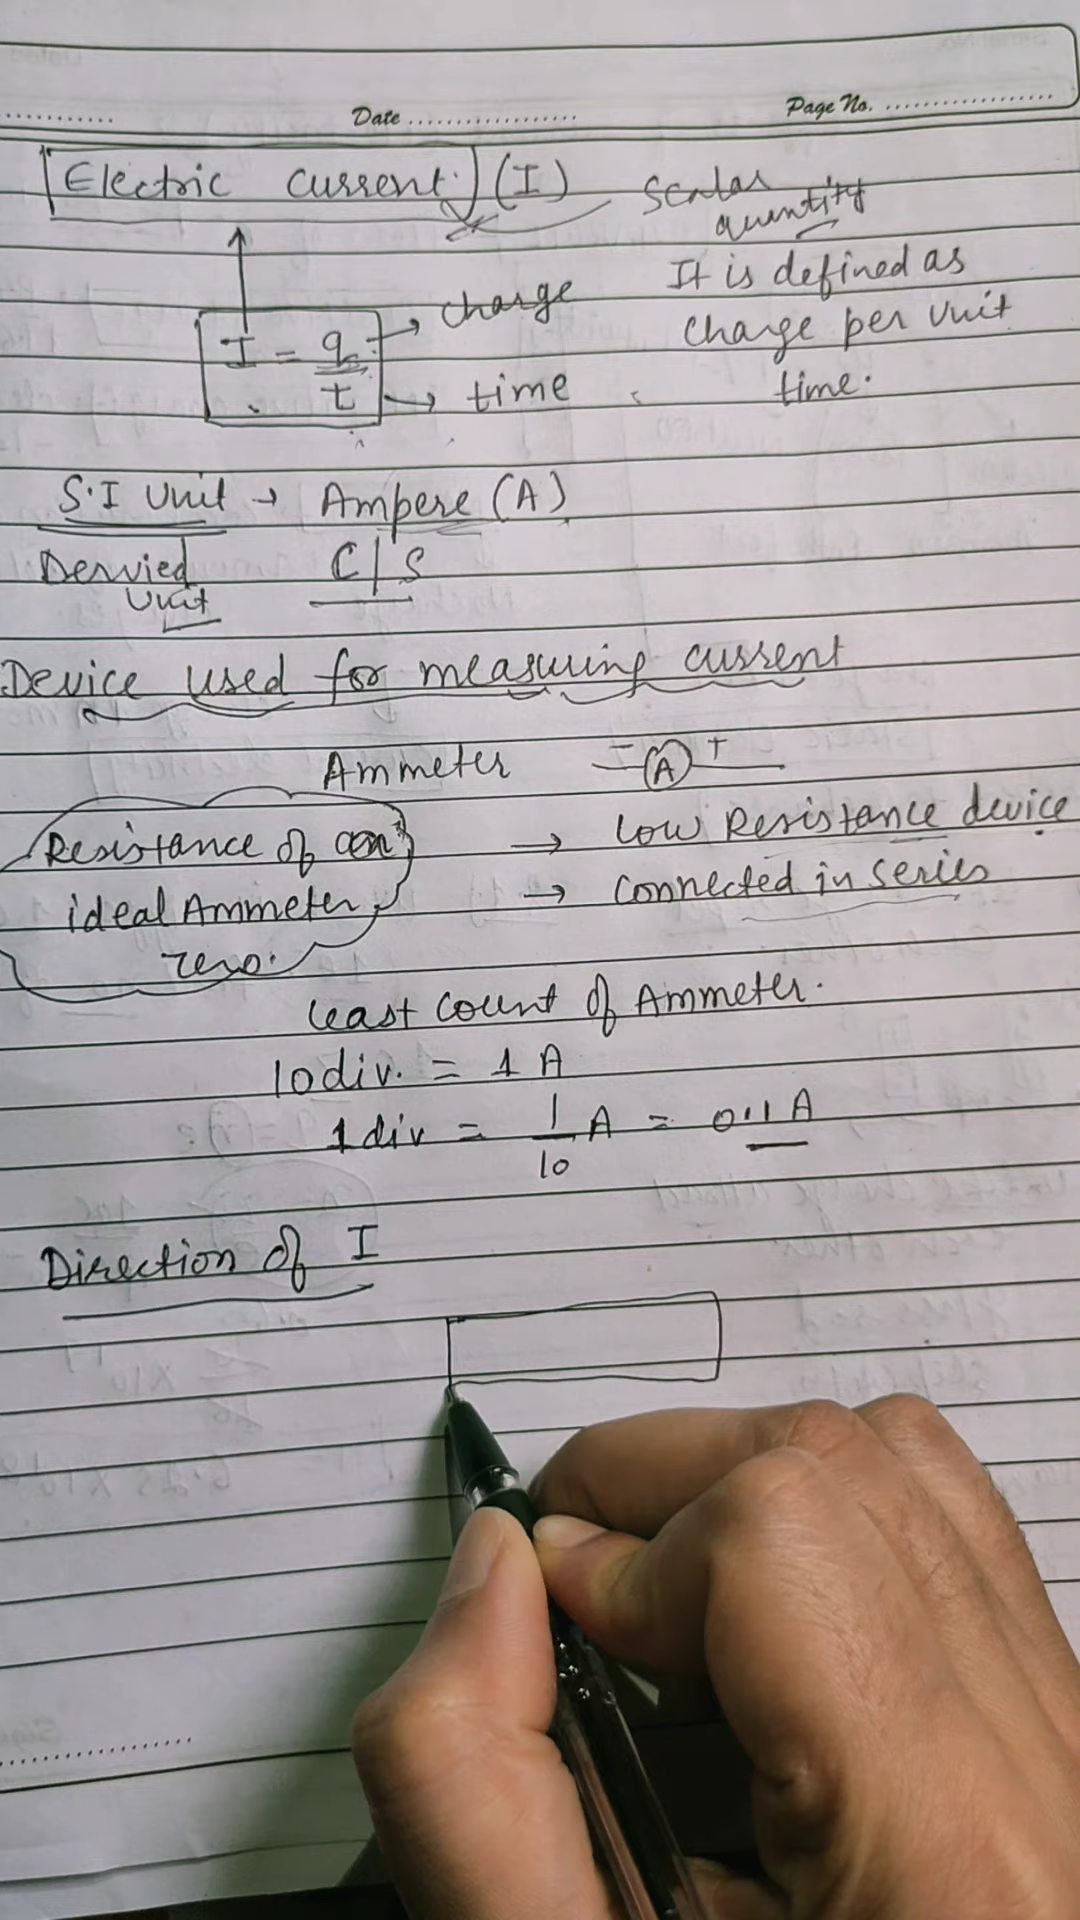 Date
Page No.
Electric current (I)
Scalar
quantity
It is defined as
charge per unit
time.
I = q/t
charge
time
S.I Unit → Ampere (A)
Dervied
Unit
C/S
Device used for measuring current
Ammeter
- (A) +
Resistance of an
ideal Ammeter
zero.
→ Low Resistance device
→ Connected in series
Least count of Ammeter.
10 div. = 1 A
1 div = 1/10 A = 0.1 A
Direction of I